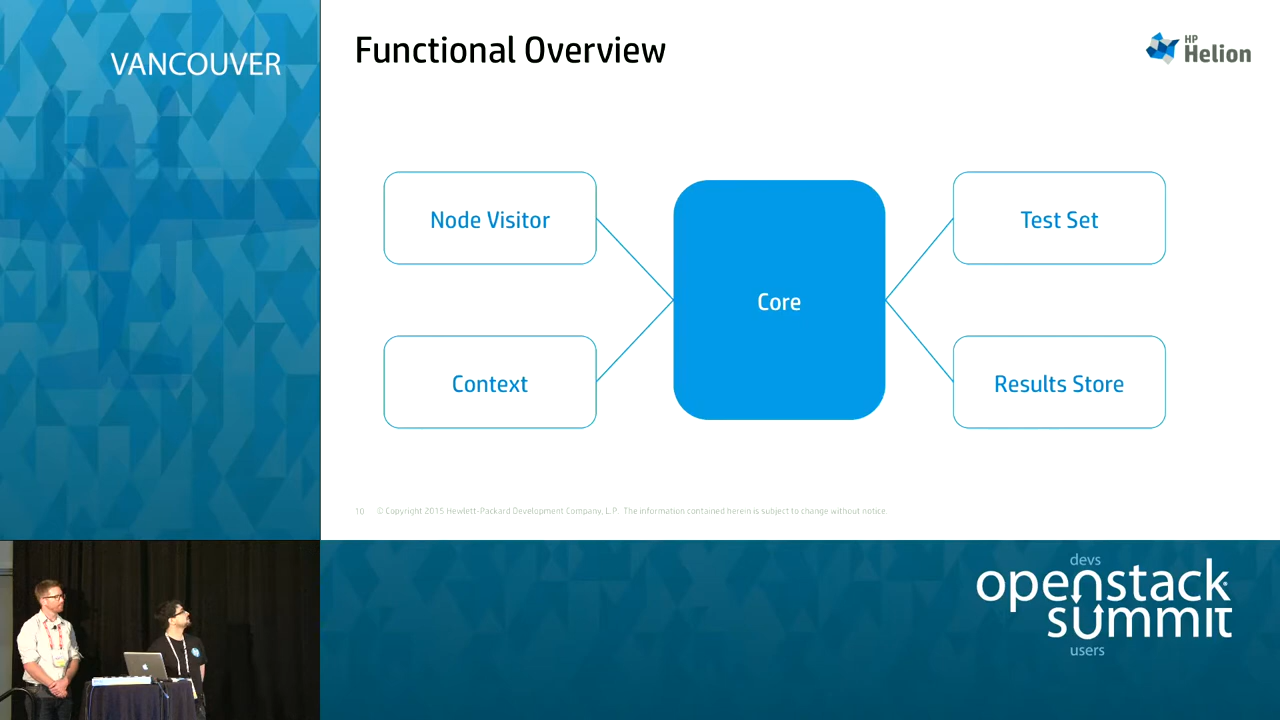 VANCOUVER
Functional Overview
HP
Helion
Node Visitor
Test Set
Core
Context
Results Store
10 © Copyright 2015 Hewlett-Packard Development Company, L.P. The information contained herein is subject to change without notice.
devs
openstack
summit
users